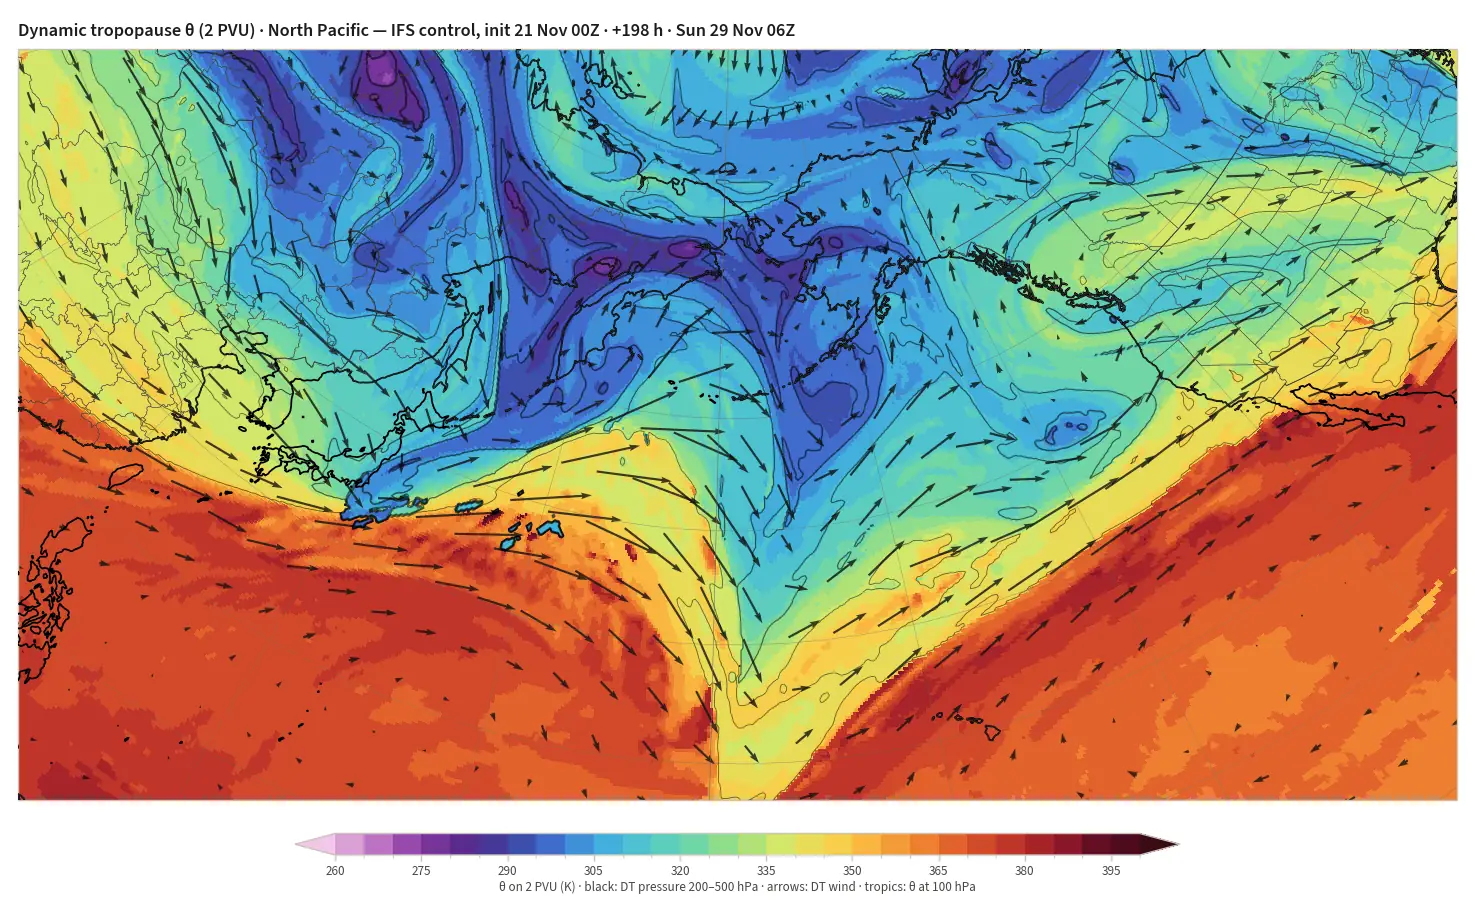 Dynamic tropopause θ (2 PVU) · North Pacific — IFS control, init 21 Nov 00Z · +198 h · Sun 29 Nov 06Z
260 275 290 305 320 335 350 365 380 395
θ on 2 PVU (K) · black: DT pressure 200–500 hPa · arrows: DT wind · tropics: θ at 100 hPa